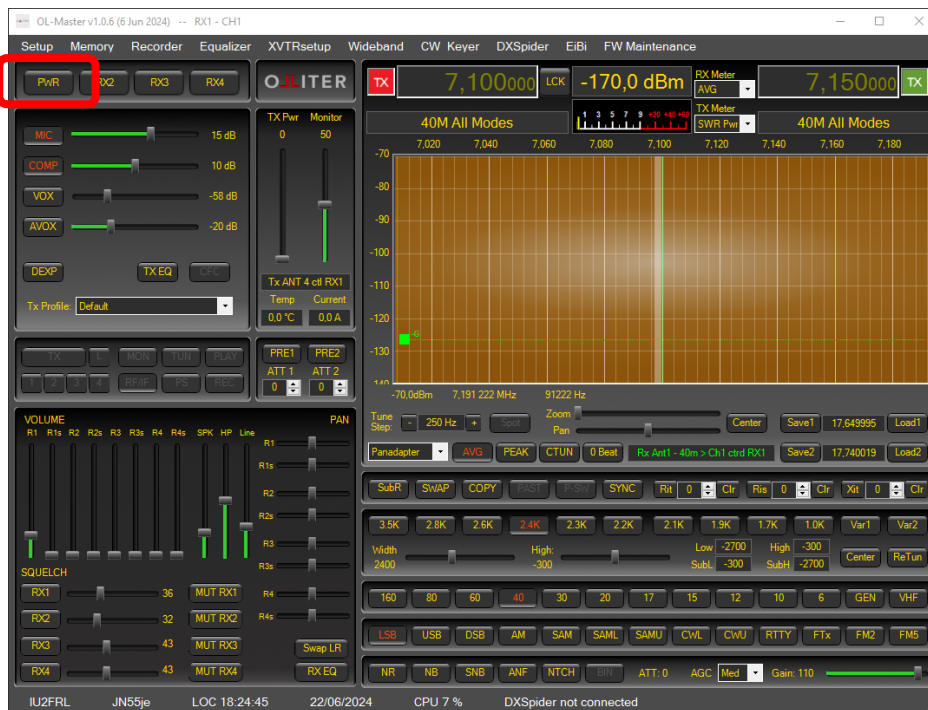 OL-Master v1.0.6 (6 Jun 2024) -- RX1 - CH1
Setup Memory Recorder Equalizer XVTRsetup Wideband CW Keyer DXSpider EiBi FW Maintenance
PWR RX2 RX3 RX4
OLLITER
TX 7,100000 LCK -170,0 dBm RX Meter AVG 7,150000 TX
TX Meter SWR Pwr
1 3 5 7 9 +20 +40 +60
40M All Modes 40M All Modes
MIC 15 dB
COMP 10 dB
VOX -58 dB
AVOX -20 dB
DEXP TX EQ CFC
Tx Profile: Default
TX Pwr Monitor
0 50
Tx ANT 4 ctl RX1
Temp Current
0,0 °C 0,0 A
7,020 7,040 7,060 7,080 7,100 7,120 7,140 7,160 7,180
-70
-80
-90
-100
-110
-120
-G
-130
-140
-70,0dBm 7,191 222 MHz 91222 Hz
TX L MON TUN PLAY
1 2 3 4 RF/IF PS REC
PRE1 PRE2
ATT 1 ATT 2
0 0
Tune Step: - 250 Hz + Spot Zoom Pan Center Save1 17,649995 Load1
Panadapter AVG PEAK CTUN 0 Beat Rx Ant1 - 40m > Ch1 ctrd RX1 Save2 17,740019 Load2
VOLUME PAN
R1 R1s R2 R2s R3 R3s R4 R4s SPK HP Line
R1
R1s
R2
R2s
R3
R3s
R4
R4s
SQUELCH
RX1 36 MUT RX1
RX2 32 MUT RX2
RX3 43 MUT RX3 Swap LR
RX4 43 MUT RX4 RX EQ
SubR SWAP COPY PAST P-SW SYNC Rit 0 Clr Ris 0 Clr Xit 0 Clr
3.5K 2.8K 2.6K 2.4K 2.3K 2.2K 2.1K 1.9K 1.7K 1.0K Var1 Var2
Width 2400 High: -300 Low -2700 High -300 Center ReTun
SubL -300 SubH -2700
160 80 60 40 30 20 17 15 12 10 6 GEN VHF
LSB USB DSB AM SAM SAML SAMU CWL CWU RTTY FTx FM2 FM5
NR NB SNB ANF NTCH BIN ATT: 0 AGC Med Gain: 110
IU2FRL JN55je LOC 18:24:45 22/06/2024 CPU 7 % DXSpider not connected